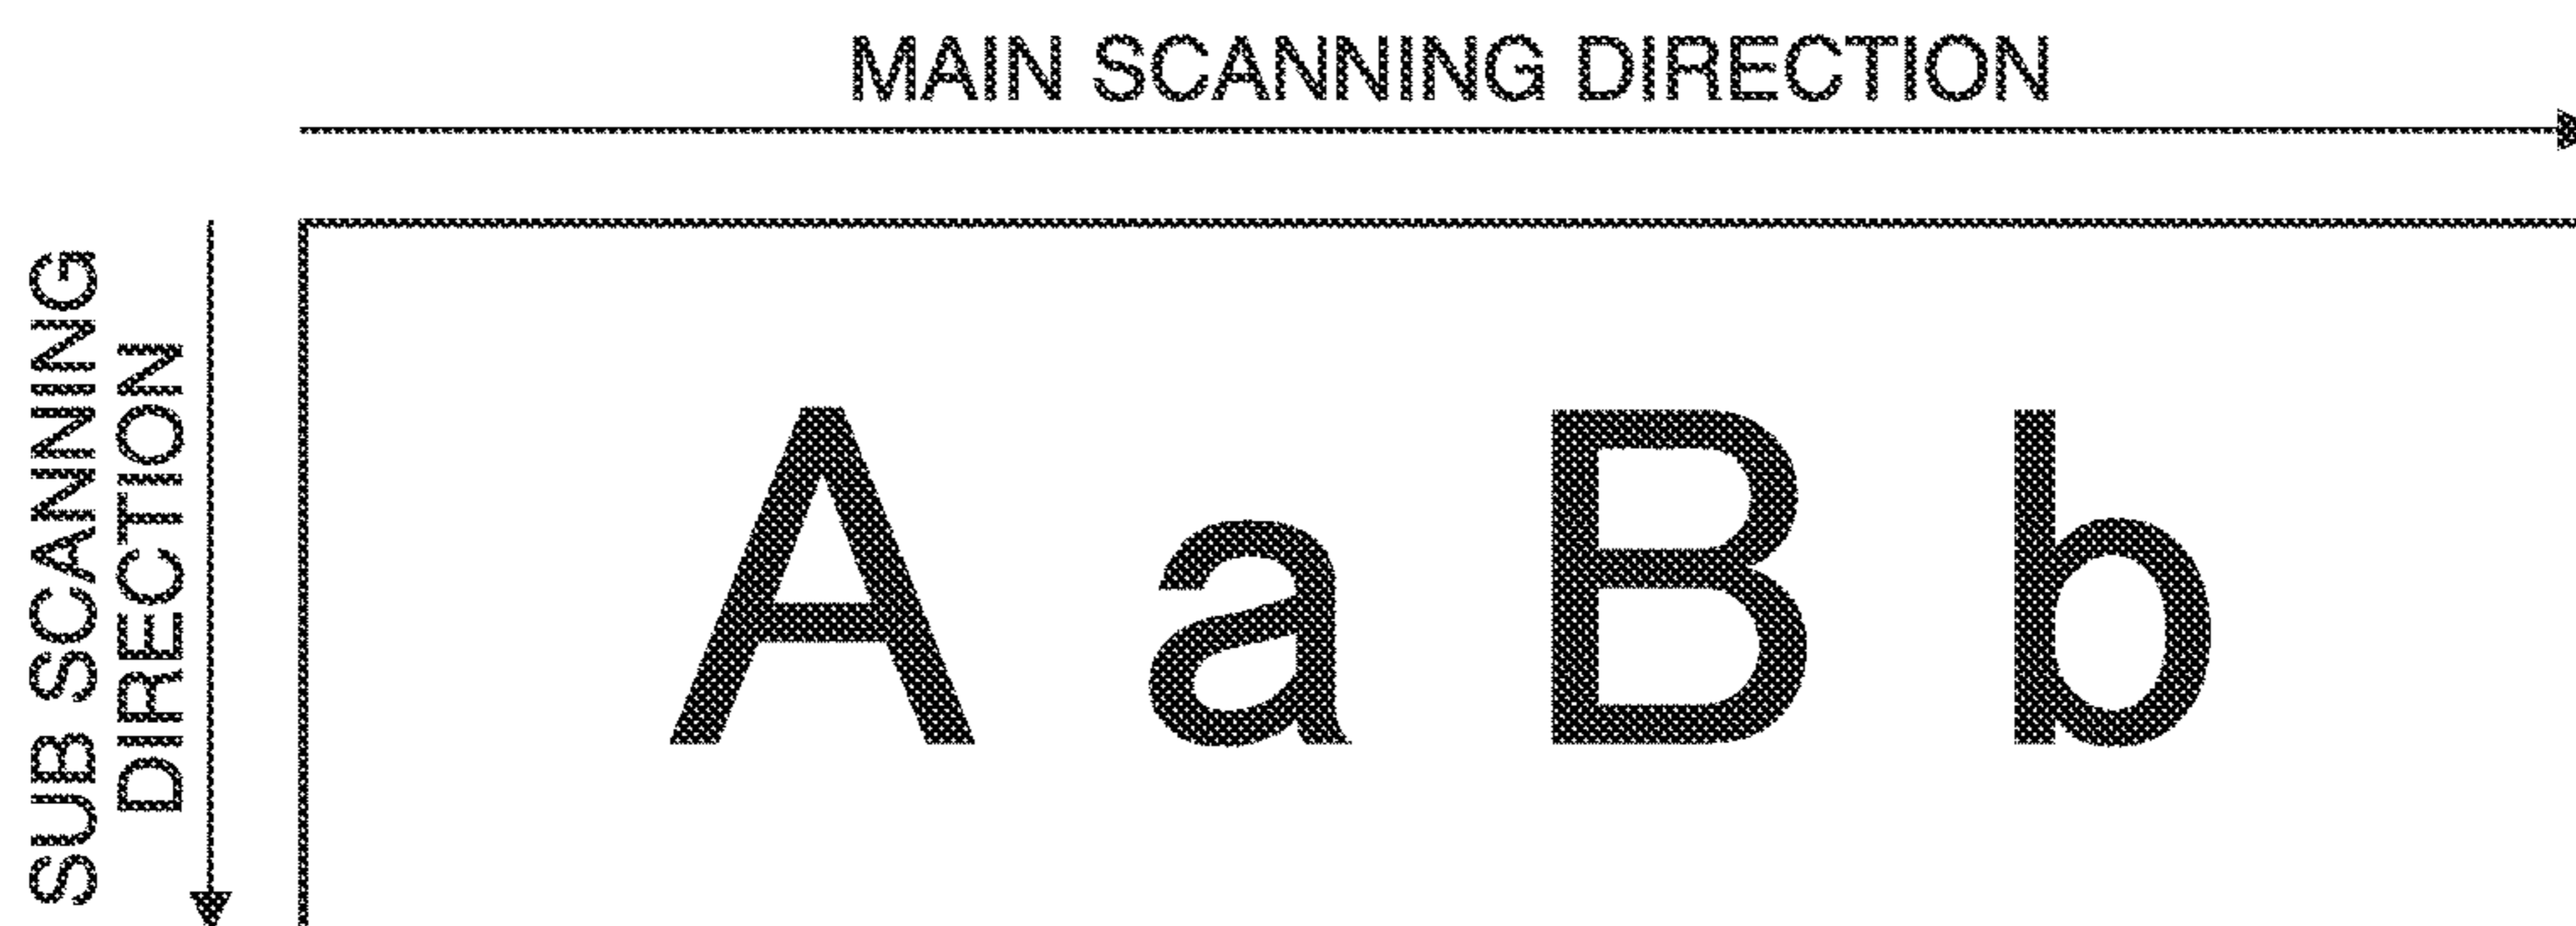 MAIN SCANNING DIRECTION
SUB SCANNING
DIRECTION
A a B b